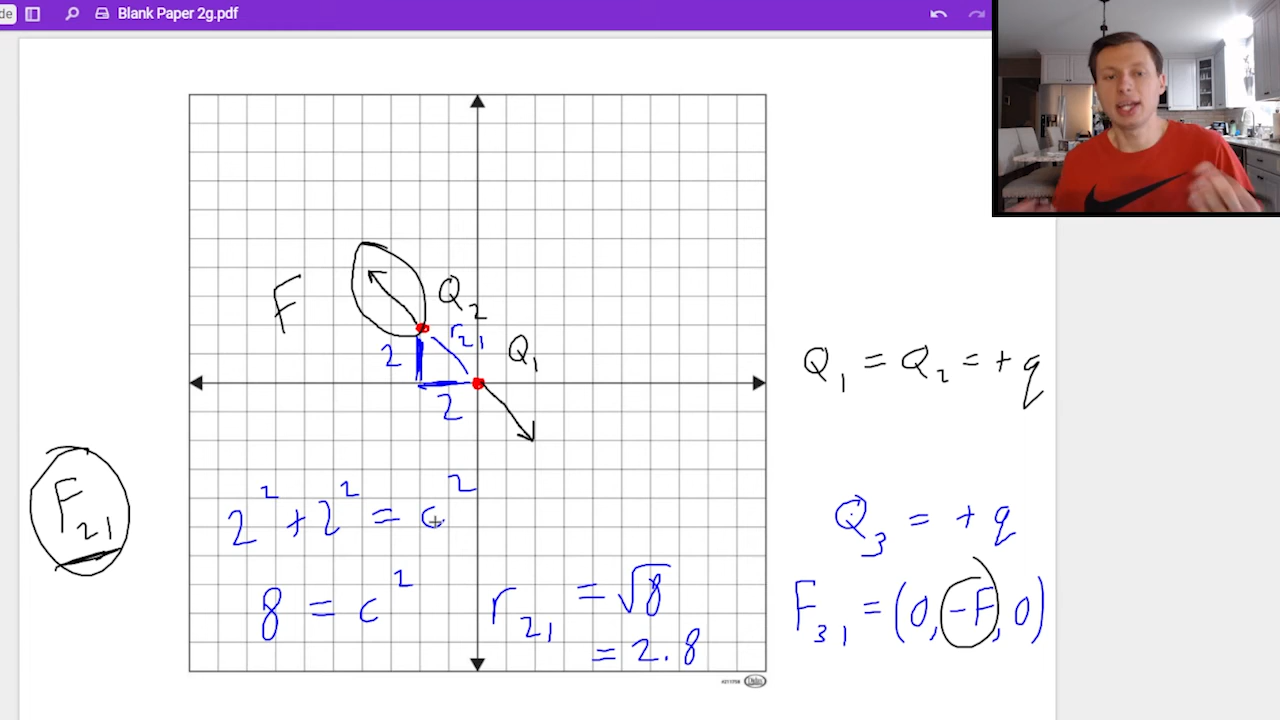 de
Blank Paper 2g.pdf
F
Q₂
r₂₁
Q₁
2
2
Q₁ = Q₂ = + q
F₂₁
2² + 2² = c²
Q₃ = + q
8 = c²
r₂₁ = √8
= 2.8
F₃₁ = (0, -F, 0)